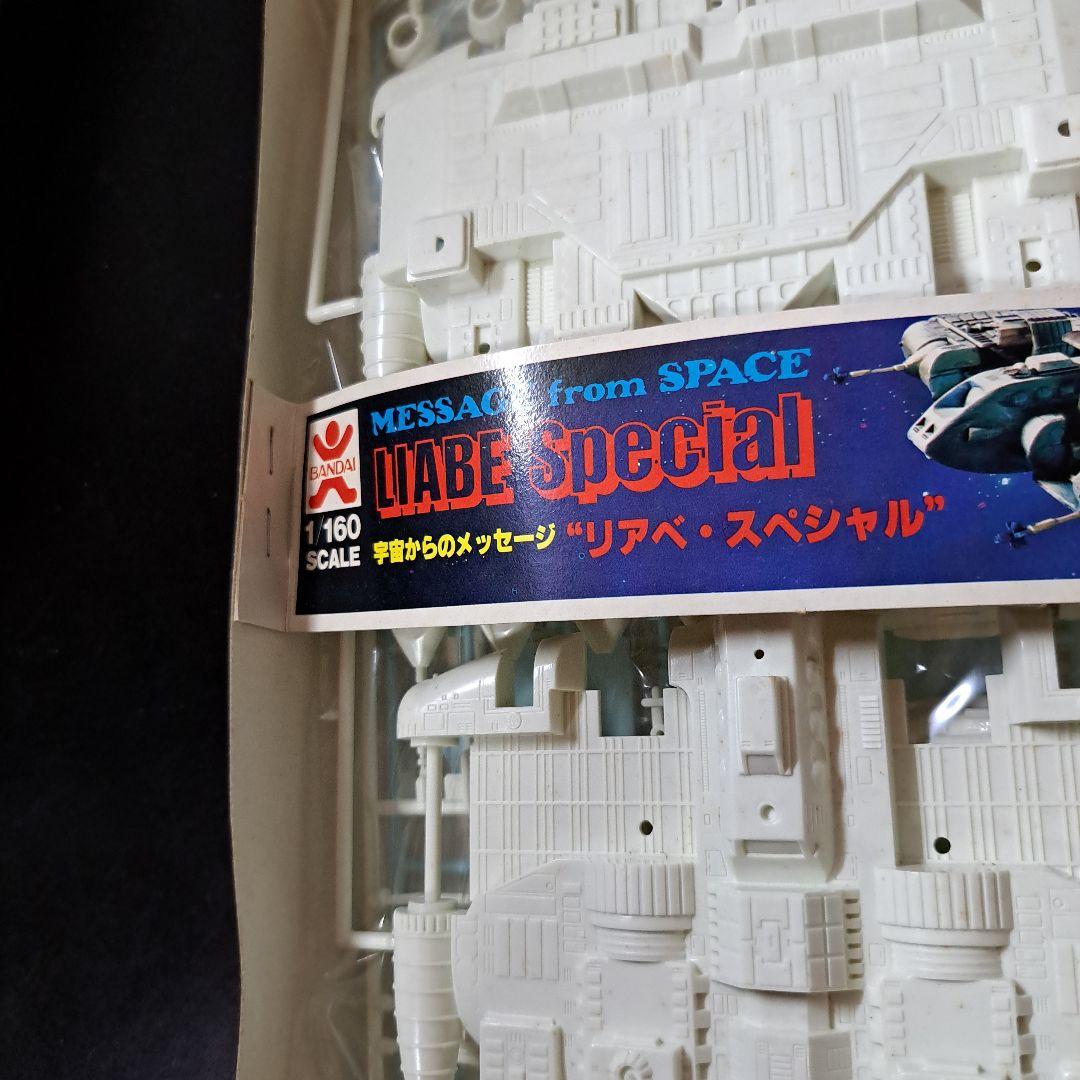 MESSAGE from SPACE
LIABE Special
BANDAI
1/160
SCALE
宇宙からのメッセージ "リアベ・スペシャル"